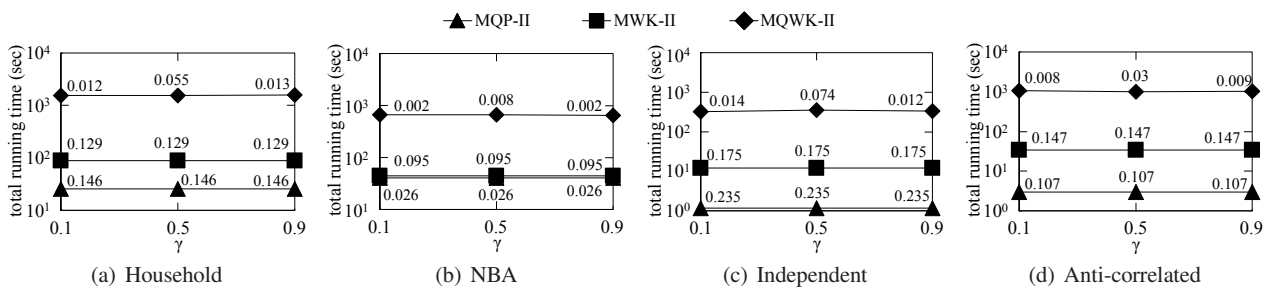 MQP-II MWK-II MQWK-II
total running time (sec)
10^4
10^3
10^2
10^1
0.012 0.055 0.013
0.129 0.129 0.129
0.146 0.146 0.146
0.1 0.5 0.9
γ
(a) Household
total running time (sec)
10^4
10^3
10^2
10^1
0.002 0.008 0.002
0.095 0.095 0.095
0.026 0.026 0.026
0.1 0.5 0.9
γ
(b) NBA
total running time (sec)
10^4
10^3
10^2
10^1
10^0
0.014 0.074 0.012
0.175 0.175 0.175
0.235 0.235 0.235
0.1 0.5 0.9
γ
(c) Independent
total running time (sec)
10^4
10^3
10^2
10^1
10^0
0.008 0.03 0.009
0.147 0.147 0.147
0.107 0.107 0.107
0.1 0.5 0.9
γ
(d) Anti-correlated